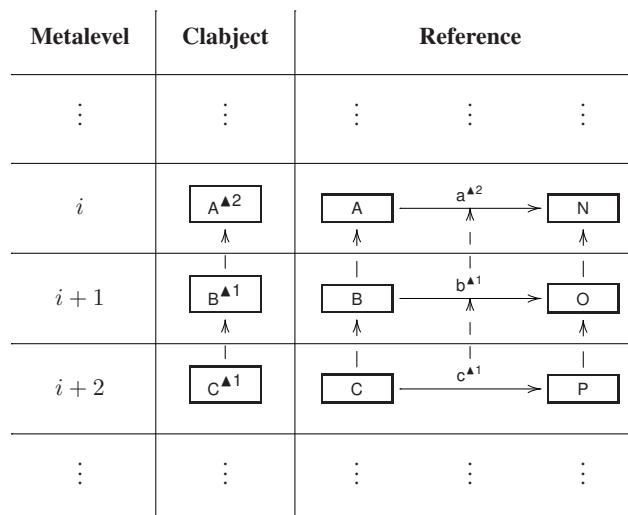 Metalevel Clabject Reference
⋮ ⋮ ⋮ ⋮ ⋮
i A▲2 A a▲2 N
i + 1 B▲1 B b▲1 O
i + 2 C▲1 C c▲1 P
⋮ ⋮ ⋮ ⋮ ⋮